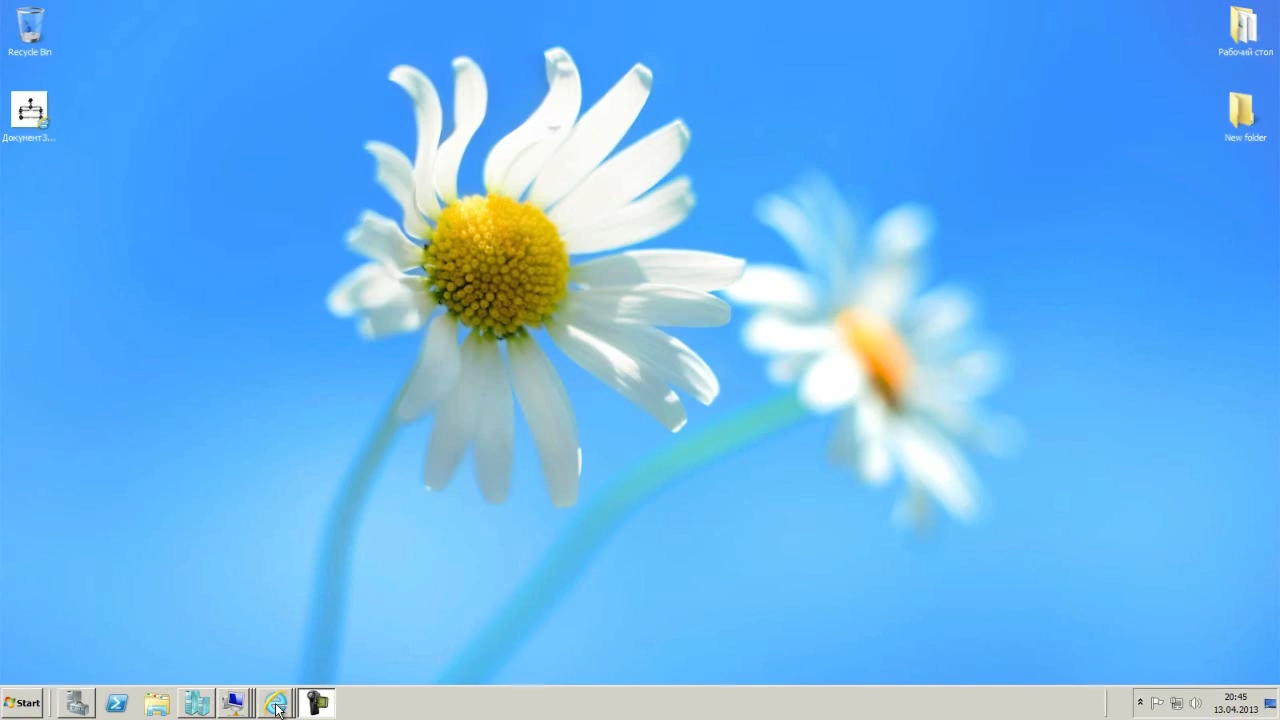 Recycle Bin
Рабочий стол
Документ3...
New folder
Start
20:45
13.04.2013